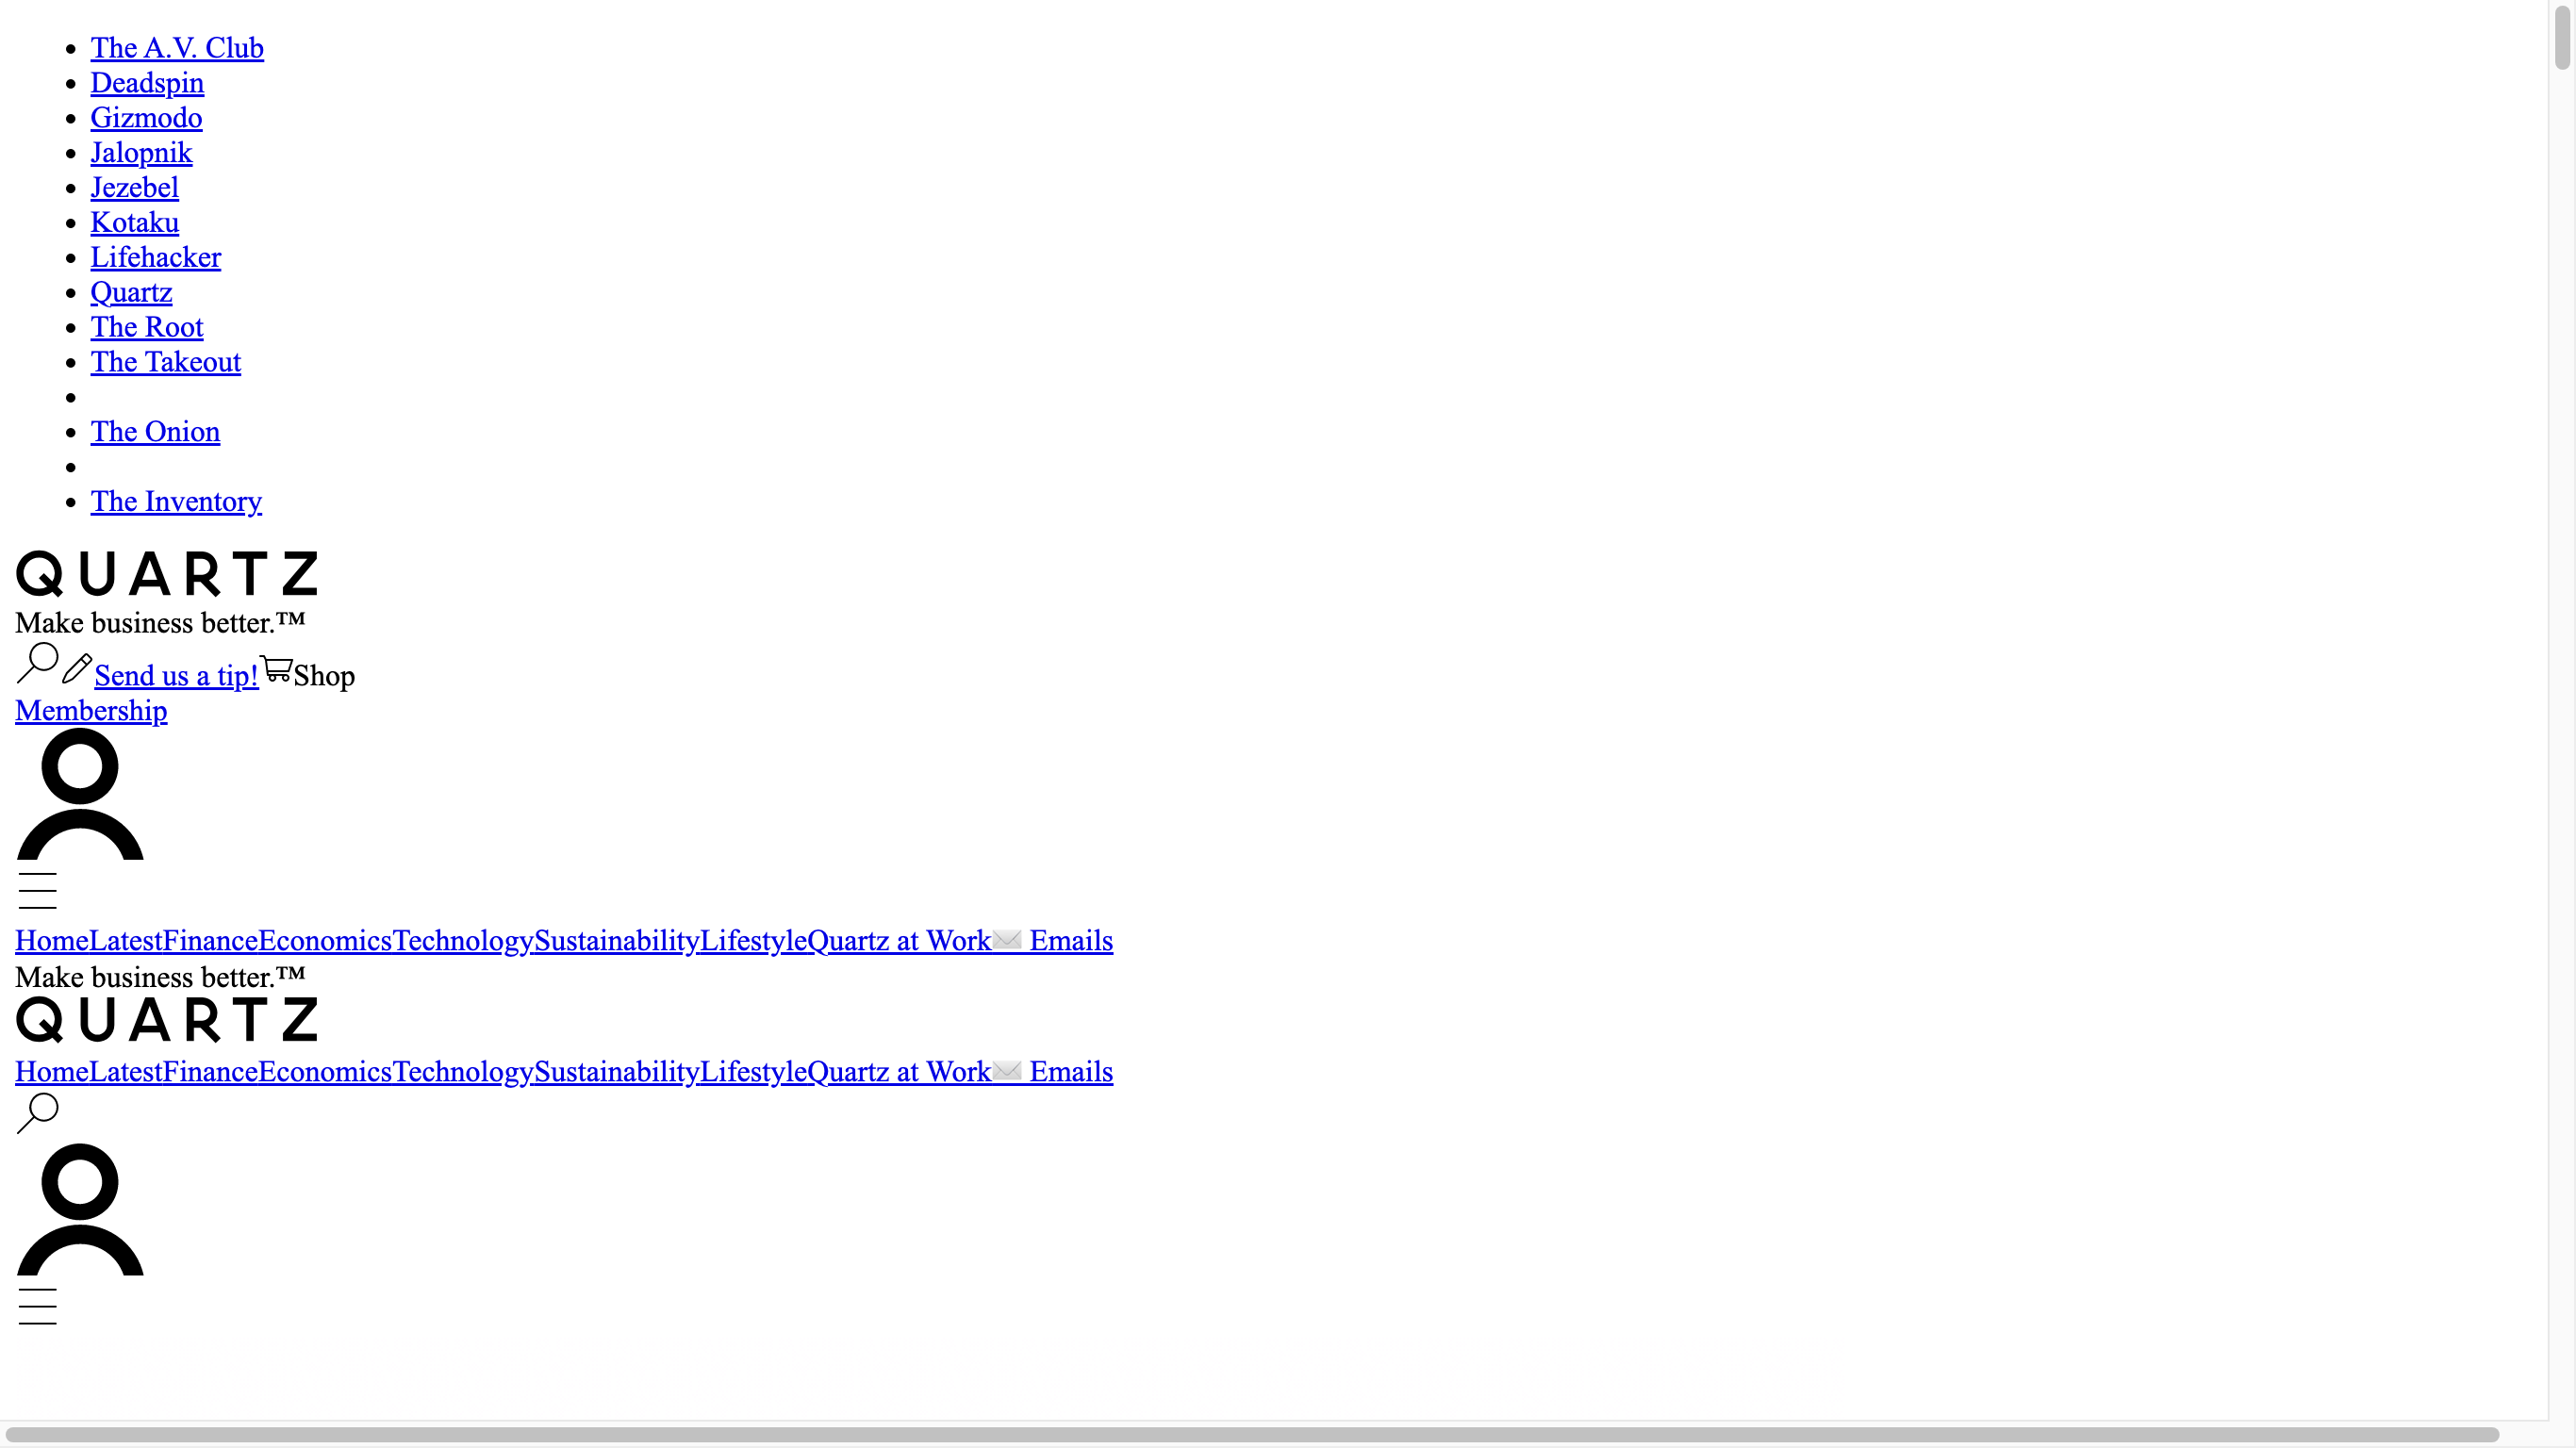 The A.V. Club
Deadspin
Gizmodo
Jalopnik
Jezebel
Kotaku
Lifehacker
Quartz
The Root
The Takeout
The Onion
The Inventory
QUARTZ
Make business better.™
Send us a tip!Shop
Membership
HomeLatestFinanceEconomicsTechnologySustainabilityLifestyleQuartz at Work✉️ Emails
Make business better.™
QUARTZ
HomeLatestFinanceEconomicsTechnologySustainabilityLifestyleQuartz at Work✉️ Emails